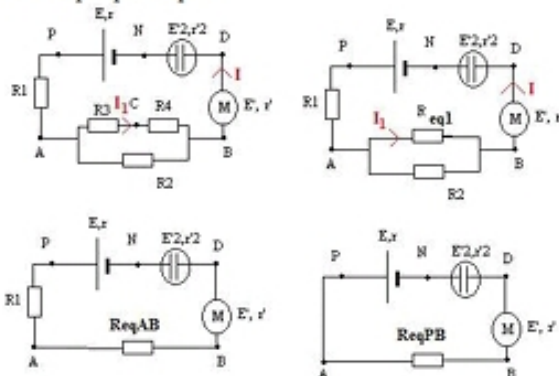 E,r
P
N
E'2,r'2
D
R1
I
R3
I1
C
R4
M
E', r'
A
B
R2
E,r
P
N
E'2,r'2
D
R1
I
I1
R eq1
M
E', r
A
B
R2
E,r
P
N
E'2,r'2
D
R1
M
E', r'
ReqAB
A
B
E,r
P
N
E'2,r'2
D
M
E', r'
ReqPB
A
B